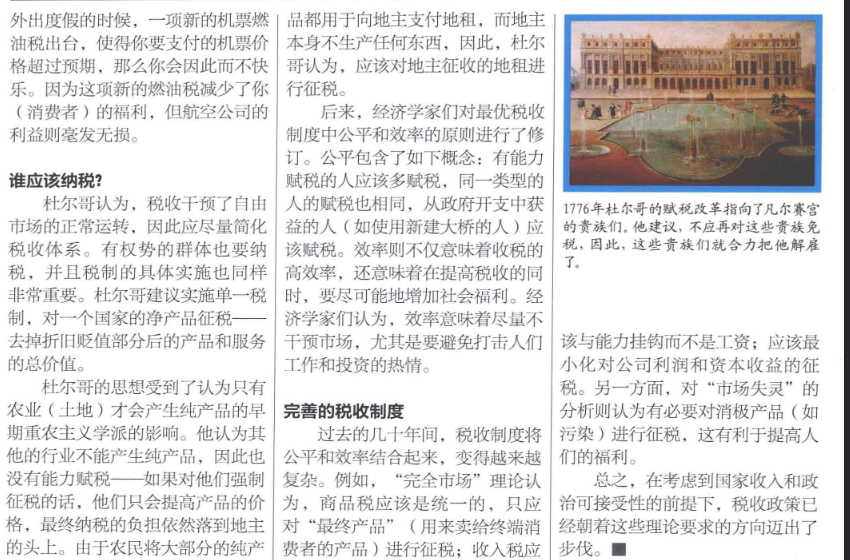 外出度假的时候，一项新的机票燃
油税出台，使得你要支付的机票价
格超过预期，那么你会因此而不快
乐。因为这项新的燃油税减少了你
（消费者）的福利，但航空公司的
利益则毫发无损。
谁应该纳税？
杜尔哥认为，税收干预了自由
市场的正常运转，因此应尽量简化
税收体系。有权势的群体也要纳
税，并且税制的具体实施也同样
非常重要。杜尔哥建议实施单一税
制，对一个国家的净产品征税——
去掉折旧贬值部分后的产品和服务
的总价值。
杜尔哥的思想受到了认为只有
农业（土地）才会产生纯产品的早
期重农主义学派的影响。他认为其
他的行业不能产生纯产品，因此也
没有能力赋税——如果对他们强制
征税的话，他们只会提高产品的价
格，最终纳税的负担依然落到地主
的头上。由于农民将大部分的纯产
品都用于向地主支付地租，而地主
本身不生产任何东西，因此，杜尔
哥认为，应该对地主征收的地租进
行征税。
后来，经济学家们对最优税收
制度中公平和效率的原则进行了修
订。公平包含了如下概念：有能力
赋税的人应该多赋税，同一类型的
人的赋税也相同，从政府开支中获
益的人（如使用新建大桥的人）应
该赋税。效率则不仅意味着收税的
高效率，还意味着在提高税收的同
时，要尽可能地增加社会福利。经
济学家们认为，效率意味着尽量不
干预市场，尤其是要避免打击人们
工作和投资的热情。
完善的税收制度
过去的几十年间，税收制度将
公平和效率结合起来，变得越来越
复杂。例如，“完全市场”理论认
为，商品税应该是统一的，只应
对“最终产品”（用来卖给终端消
费者的产品）进行征税；收入税应
1776年杜尔哥的赋税改革指向了凡尔赛宫
的贵族们。他建议，不应再对这些贵族免
税，因此，这些贵族们就合力把他解雇
了。
该与能力挂钩而不是工资；应该最
小化对公司利润和资本收益的征
税。另一方面，对“市场失灵”的
分析则认为有必要对消极产品（如
污染）进行征税，这有利于提高人
们的福利。
总之，在考虑到国家收入和政
治可接受性的前提下，税收政策已
经朝着这些理论要求的方向迈出了
步伐。■